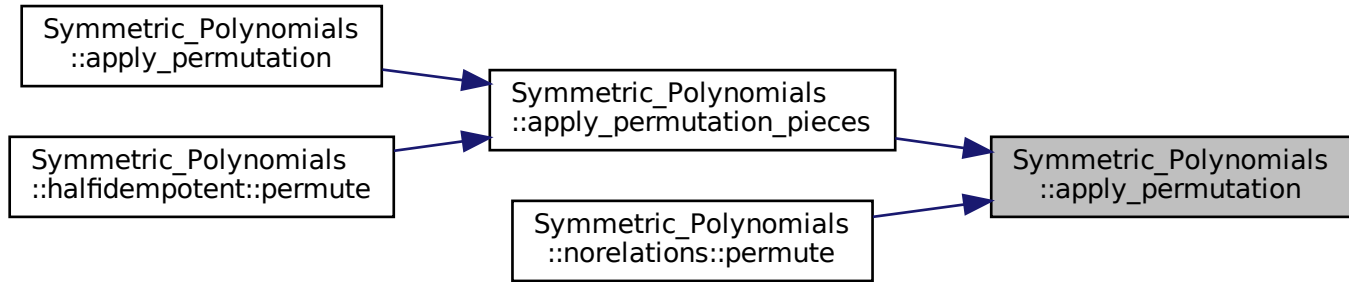 Symmetric_Polynomials
::apply_permutation
Symmetric_Polynomials
::halfidempotent::permute
Symmetric_Polynomials
::apply_permutation_pieces
Symmetric_Polynomials
::norelations::permute
Symmetric_Polynomials
::apply_permutation